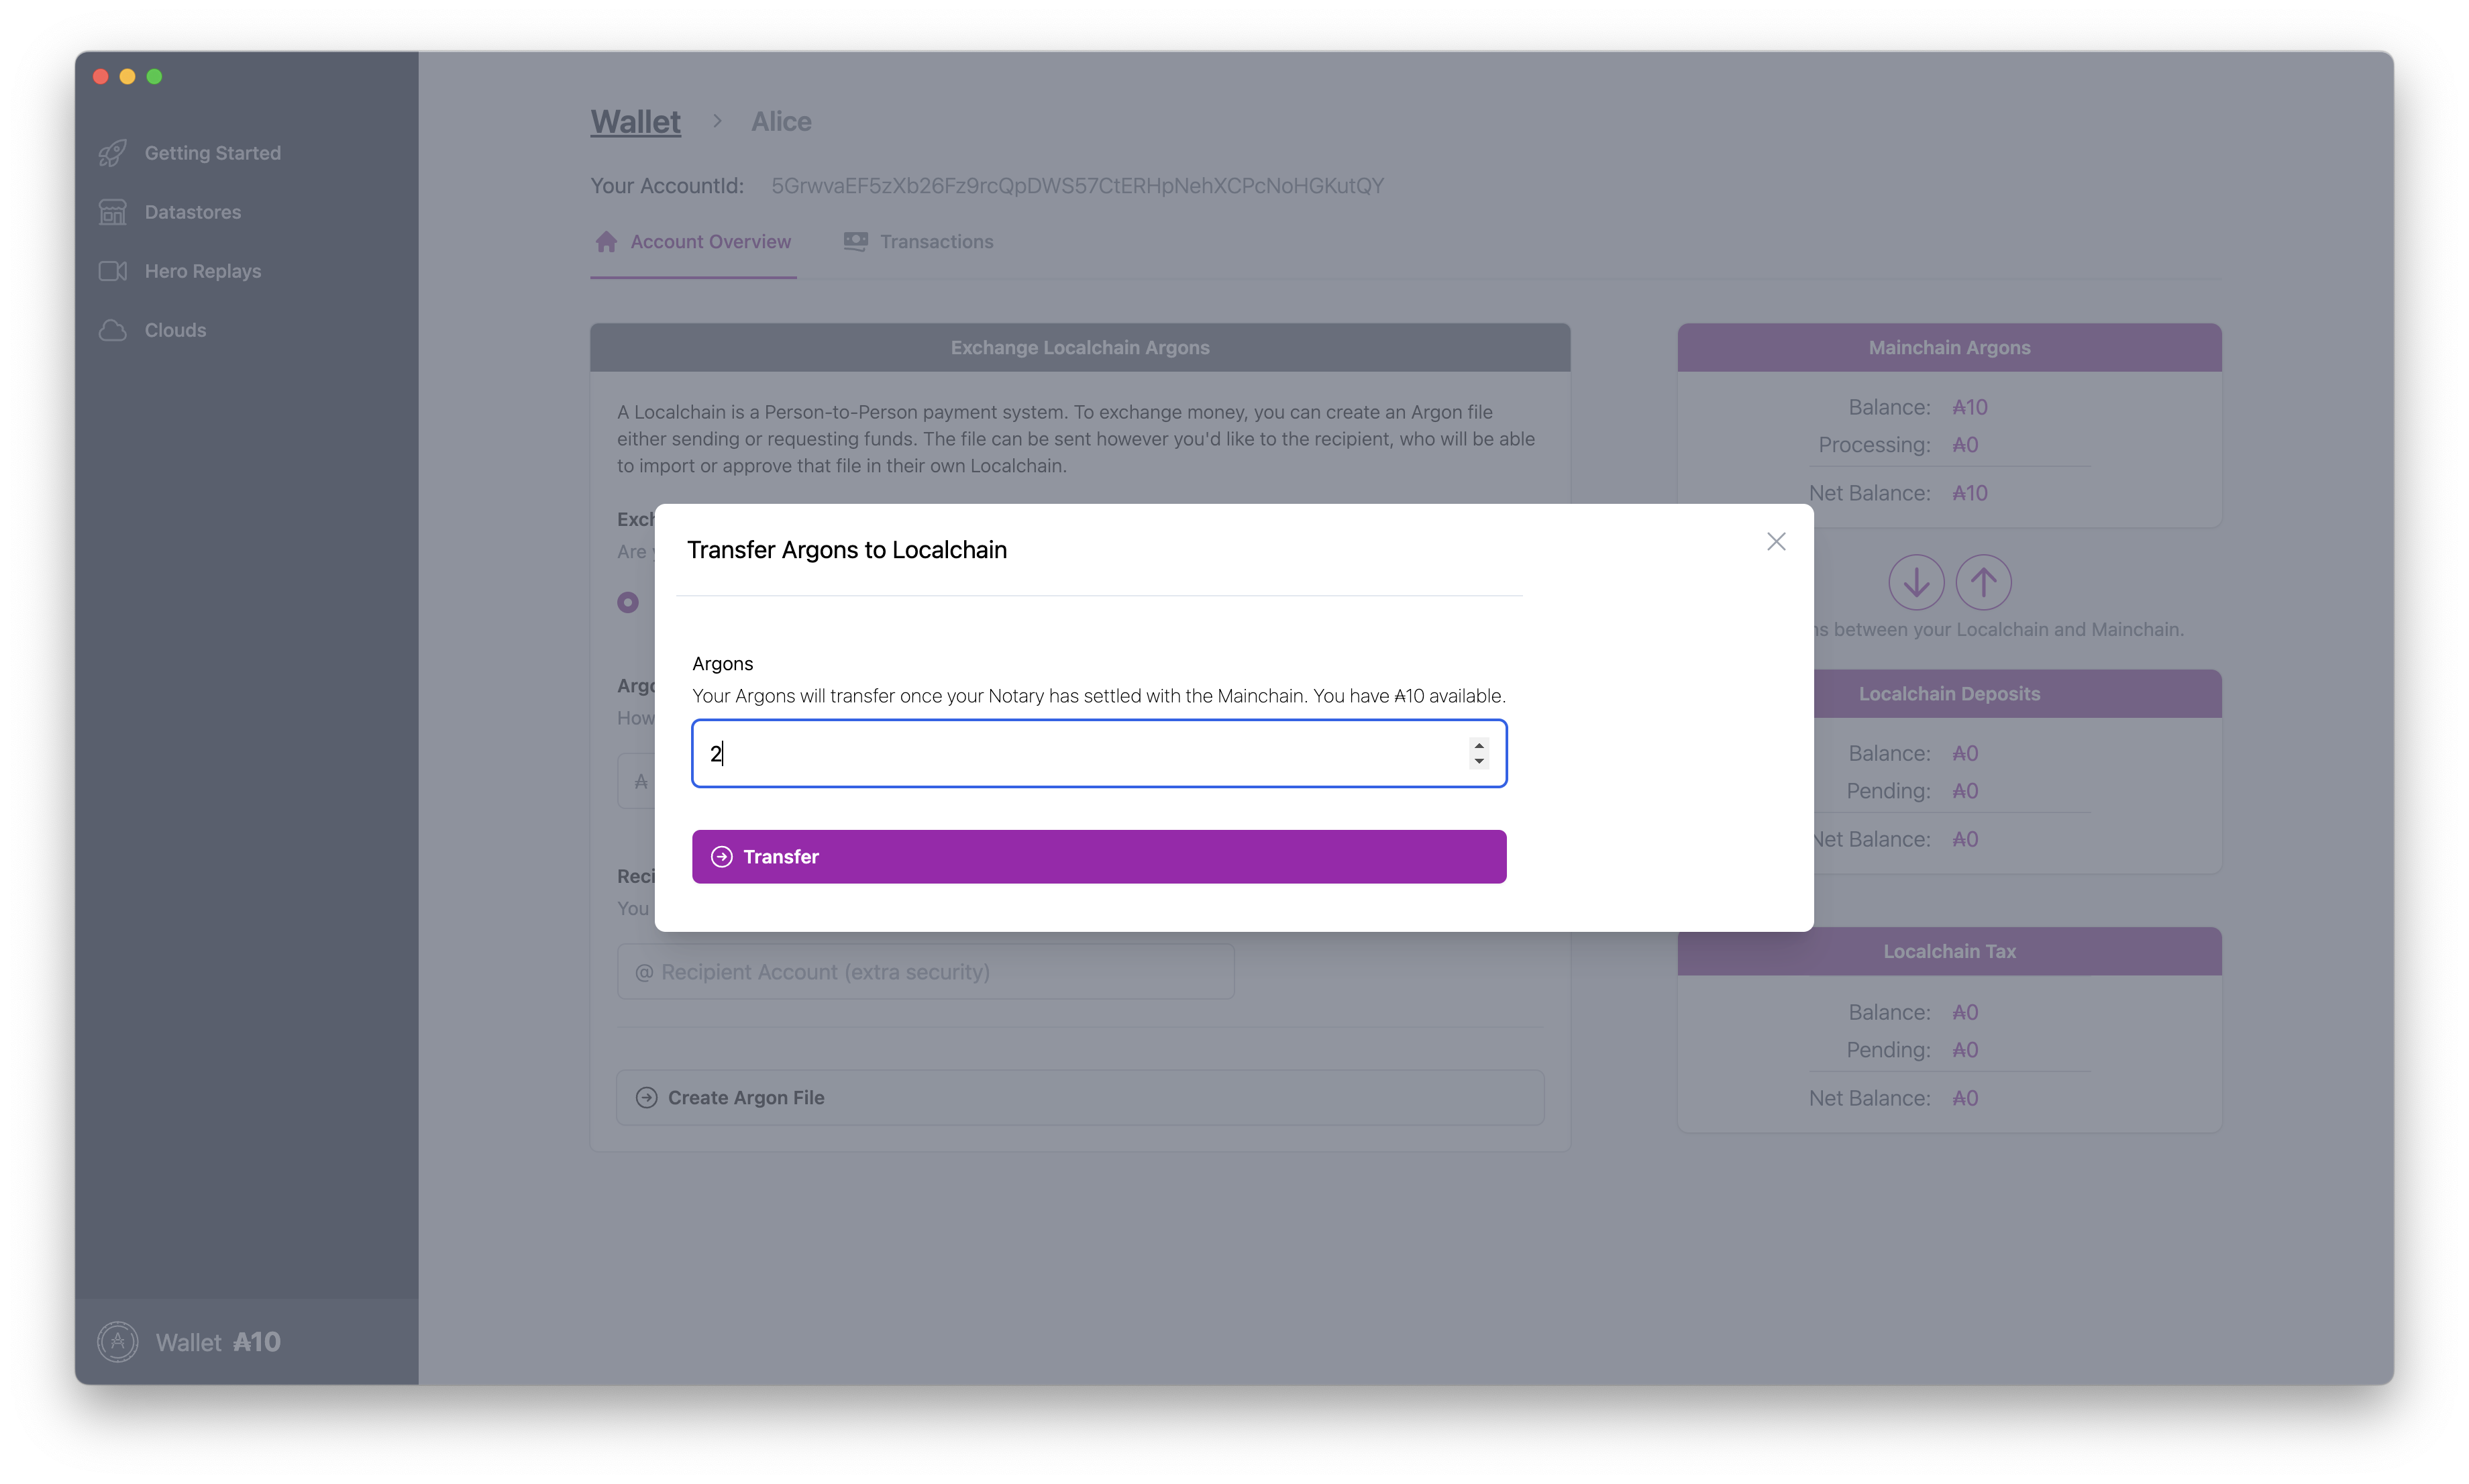 Getting Started
Datastores
Hero Replays
Clouds
Wallet ₳10
Wallet > Alice
Your AccountId: 5GrwvaEF5zXb26Fz9rcQpDWS57CtERHpNehXCPcNoHGKutQY
Account Overview
Transactions
Exchange Localchain Argons
A Localchain is a Person-to-Person payment system. To exchange money, you can create an Argon file
either sending or requesting funds. The file can be sent however you'd like to the recipient, who will be able
to import or approve that file in their own Localchain.
Are
How
₳
You
@ Recipient Account (extra security)
Create Argon File
Transfer Argons to Localchain
Argons
Your Argons will transfer once your Notary has settled with the Mainchain. You have ₳10 available.
2
Transfer
Mainchain Argons
Balance: ₳10
Processing: ₳0
Net Balance: ₳10
between your Localchain and Mainchain.
Localchain Deposits
Balance: ₳0
Pending: ₳0
Net Balance: ₳0
Localchain Tax
Balance: ₳0
Pending: ₳0
Net Balance: ₳0